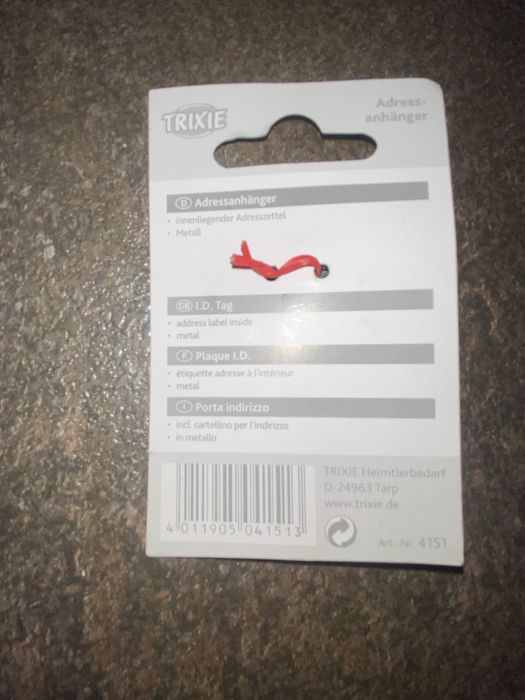 TRIXIE
Adress-
anhänger
D Adressanhänger
• innenliegender Adresszettel
• Metall
GB I.D. Tag
• address label inside
• metal
F Plaque I.D.
• étiquette adresse à l'intérieur
• metal
I Porta indirizzo
• incl. cartellino per l'indirizzo
• in metallo
TRIXIE Heimtierbedarf
D-24963 Tarp
www.trixie.de
4 011905 041513
Art.-Nr. 4151